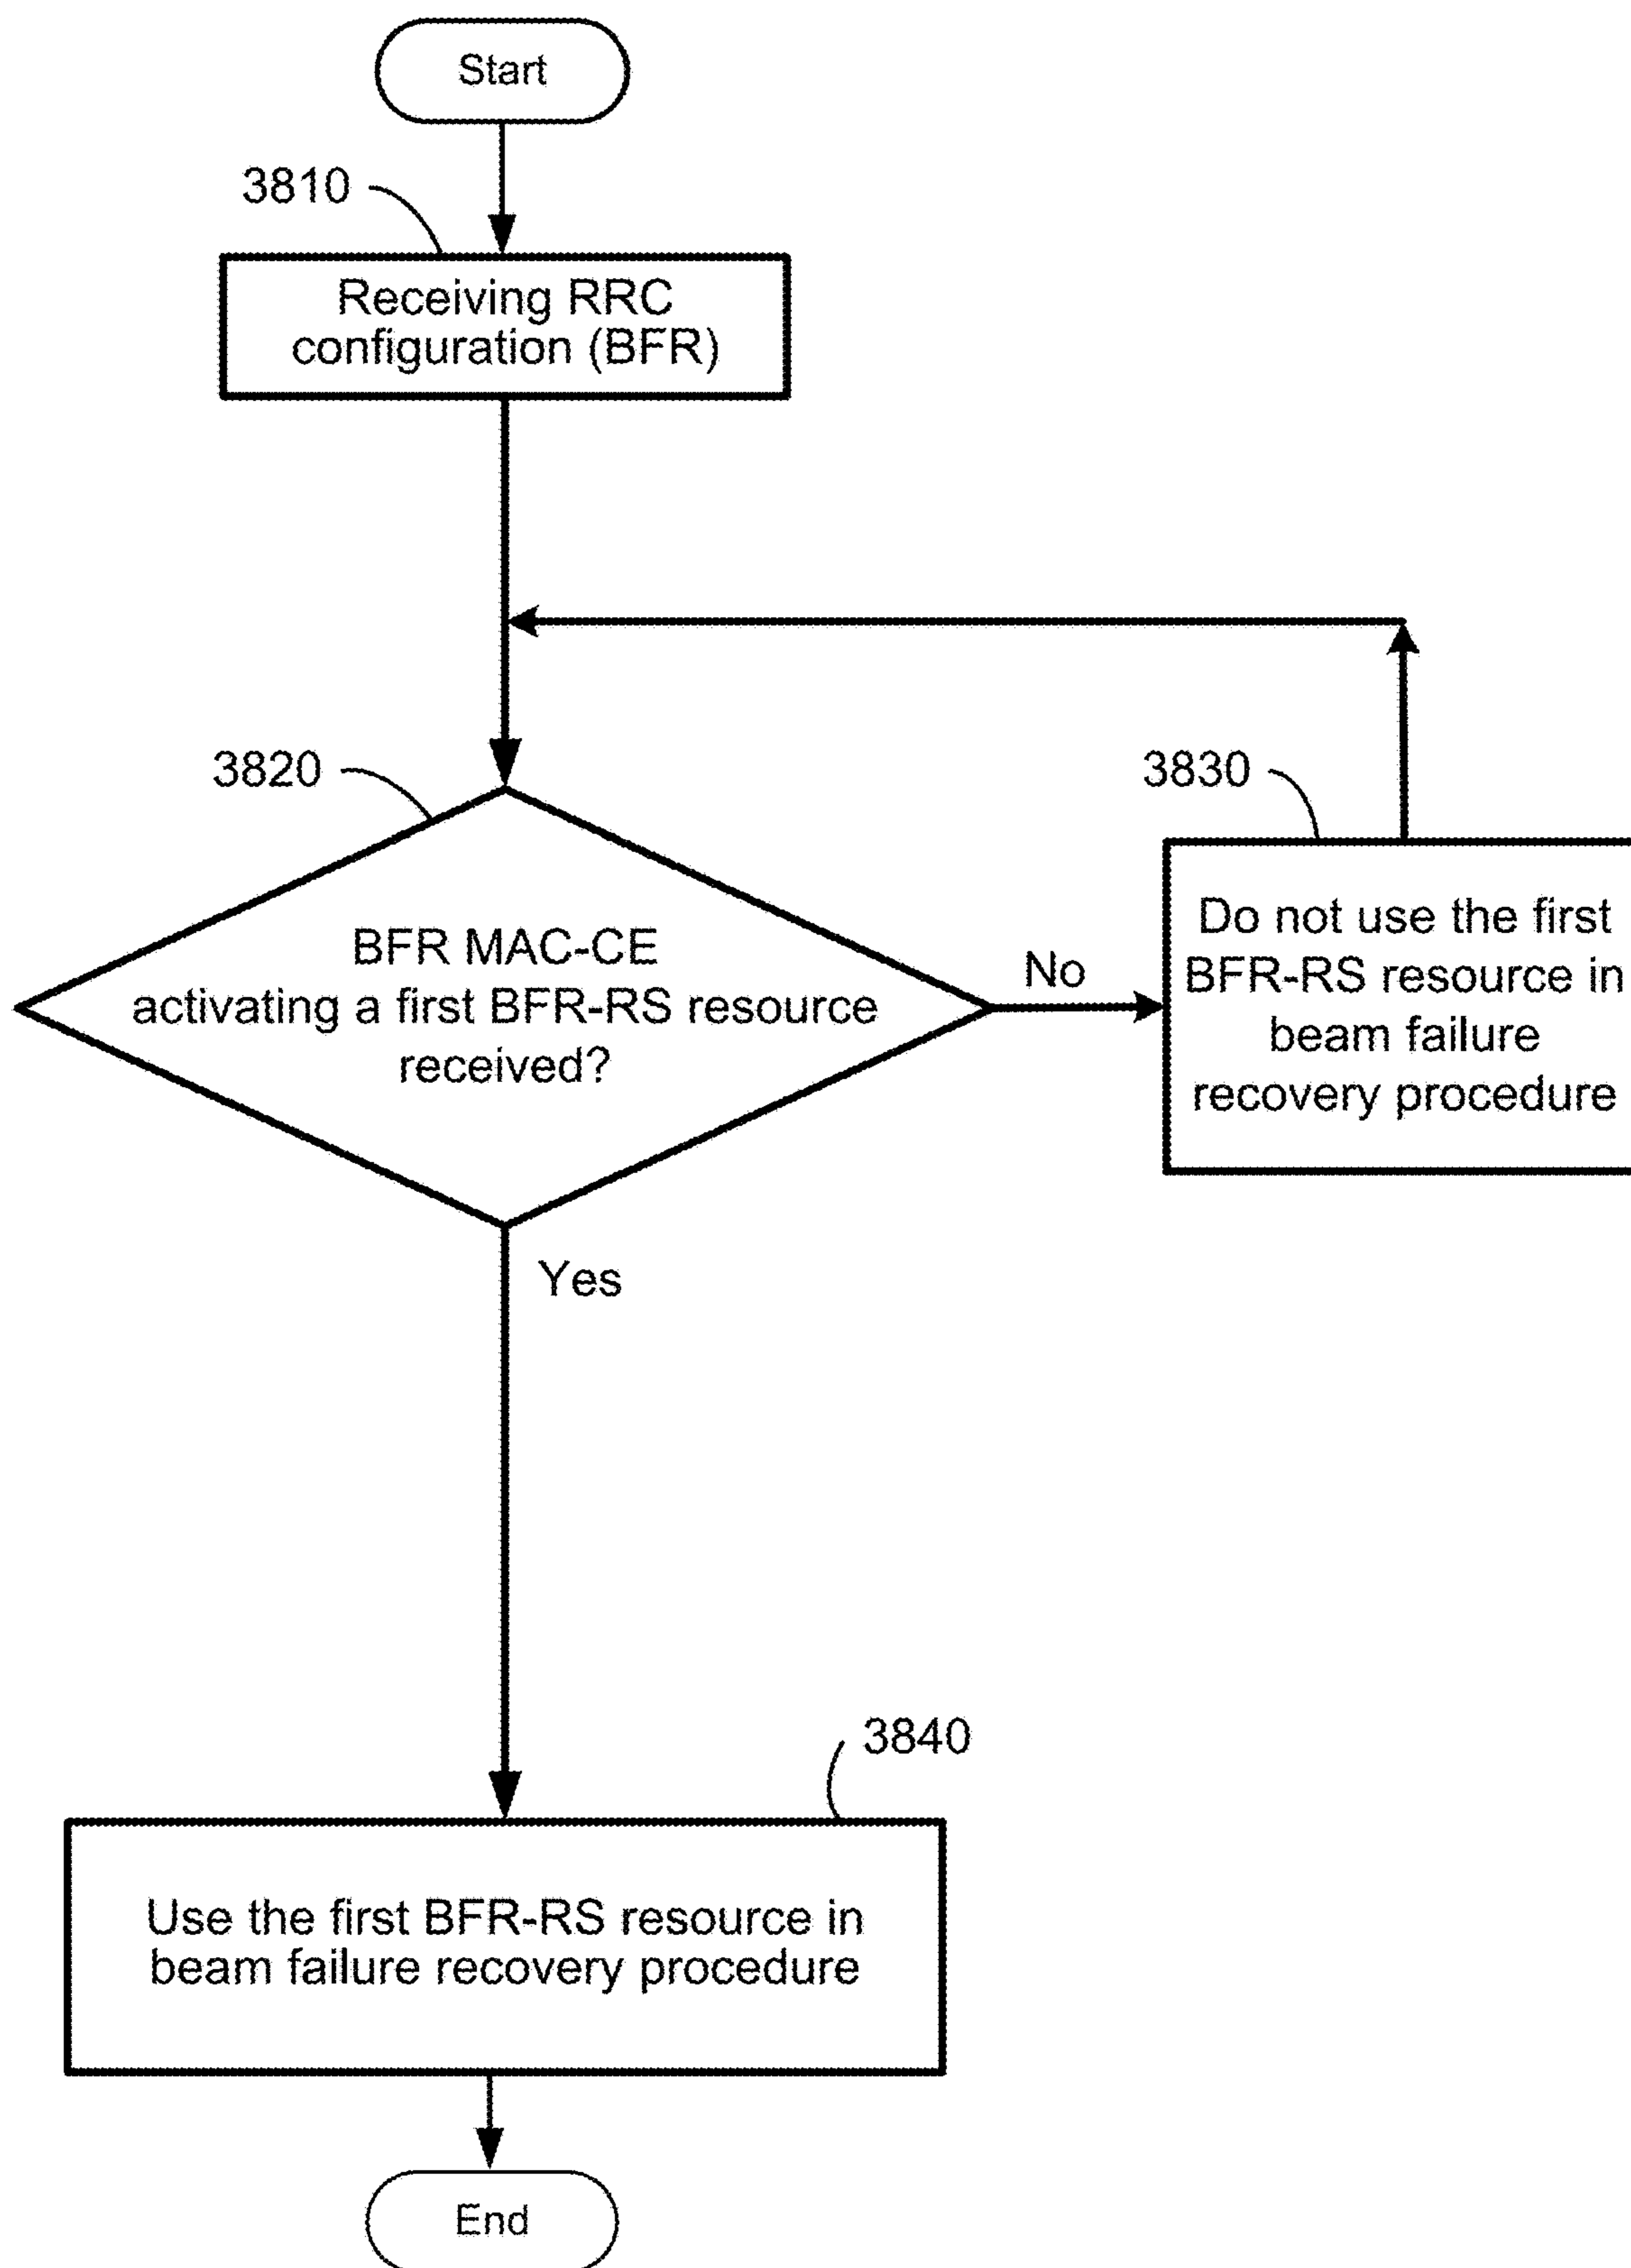 Start
3810
Receiving RRC
configuration (BFR)
3820
BFR MAC-CE
activating a first BFR-RS resource
received?
No
3830
Do not use the first
BFR-RS resource in
beam failure
recovery procedure
Yes
3840
Use the first BFR-RS resource in
beam failure recovery procedure
End